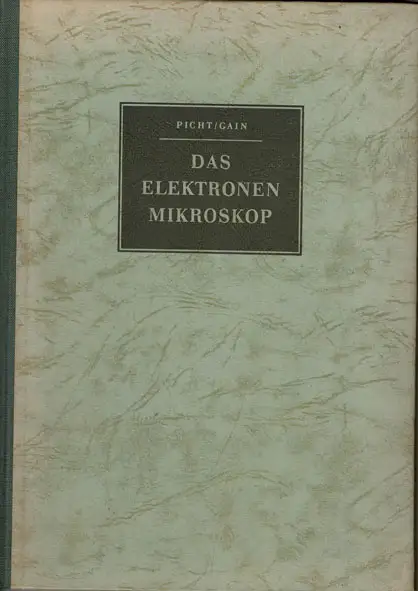 PICHT/GAIN
DAS
ELEKTRONEN
MIKROSKOP